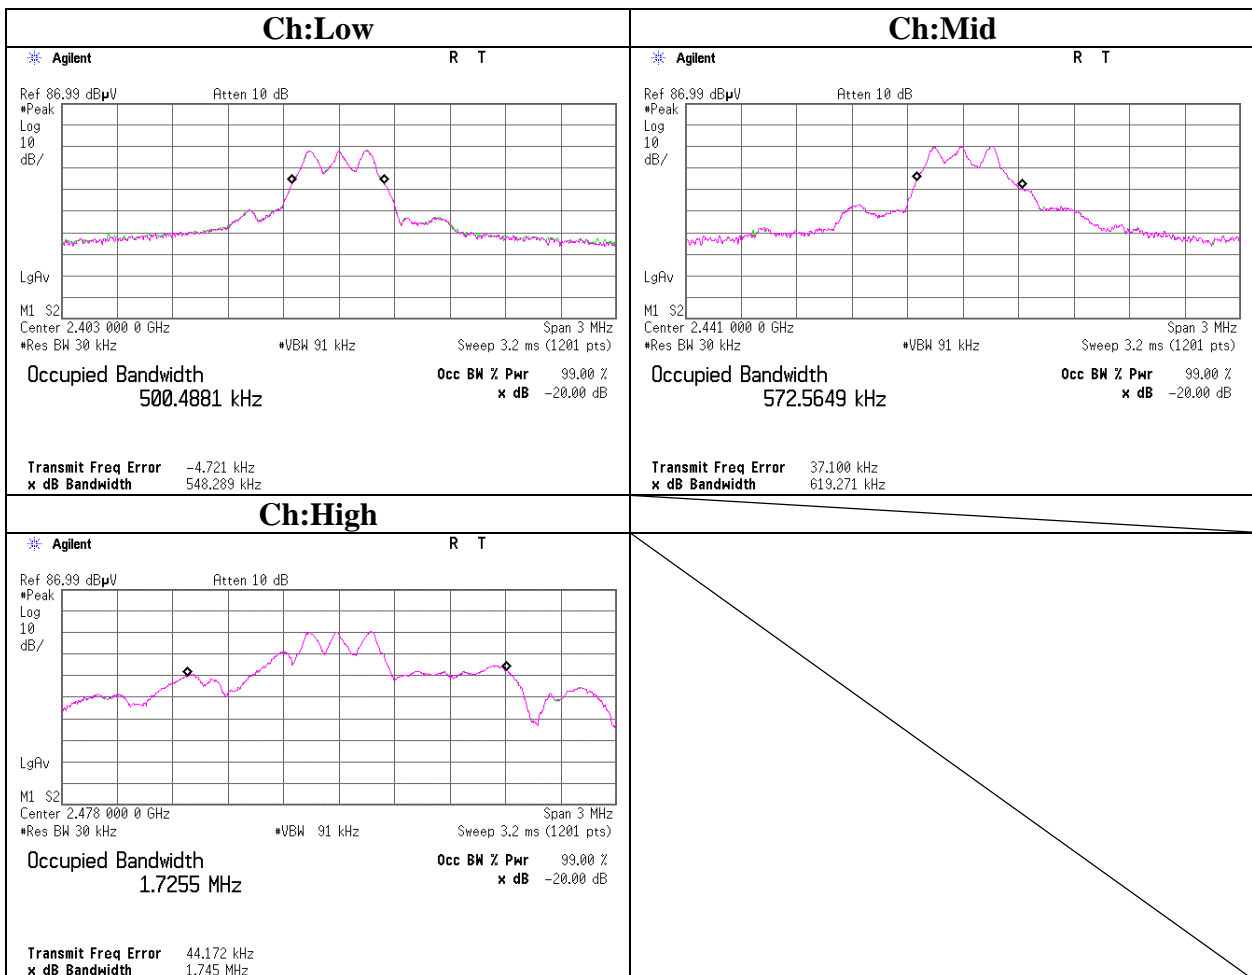 Ch:Low
Agilent R T
Ref 86.99 dBµV Atten 10 dB
#Peak
Log
10
dB/
LgAv
M1 S2
Center 2.403 000 0 GHz Span 3 MHz
#Res BW 30 kHz #VBW 91 kHz Sweep 3.2 ms (1201 pts)
Occupied Bandwidth Occ BW % Pwr 99.00 %
500.4881 kHz x dB -20.00 dB
Transmit Freq Error -4.721 kHz
x dB Bandwidth 548.289 kHz
Ch:Mid
Agilent R T
Ref 86.99 dBµV Atten 10 dB
#Peak
Log
10
dB/
LgAv
M1 S2
Center 2.441 000 0 GHz Span 3 MHz
#Res BW 30 kHz #VBW 91 kHz Sweep 3.2 ms (1201 pts)
Occupied Bandwidth Occ BW % Pwr 99.00 %
572.5649 kHz x dB -20.00 dB
Transmit Freq Error 37.100 kHz
x dB Bandwidth 619.271 kHz
Ch:High
Agilent R T
Ref 86.99 dBµV Atten 10 dB
#Peak
Log
10
dB/
LgAv
M1 S2
Center 2.478 000 0 GHz Span 3 MHz
#Res BW 30 kHz #VBW 91 kHz Sweep 3.2 ms (1201 pts)
Occupied Bandwidth Occ BW % Pwr 99.00 %
1.7255 MHz x dB -20.00 dB
Transmit Freq Error 44.172 kHz
x dB Bandwidth 1.745 MHz